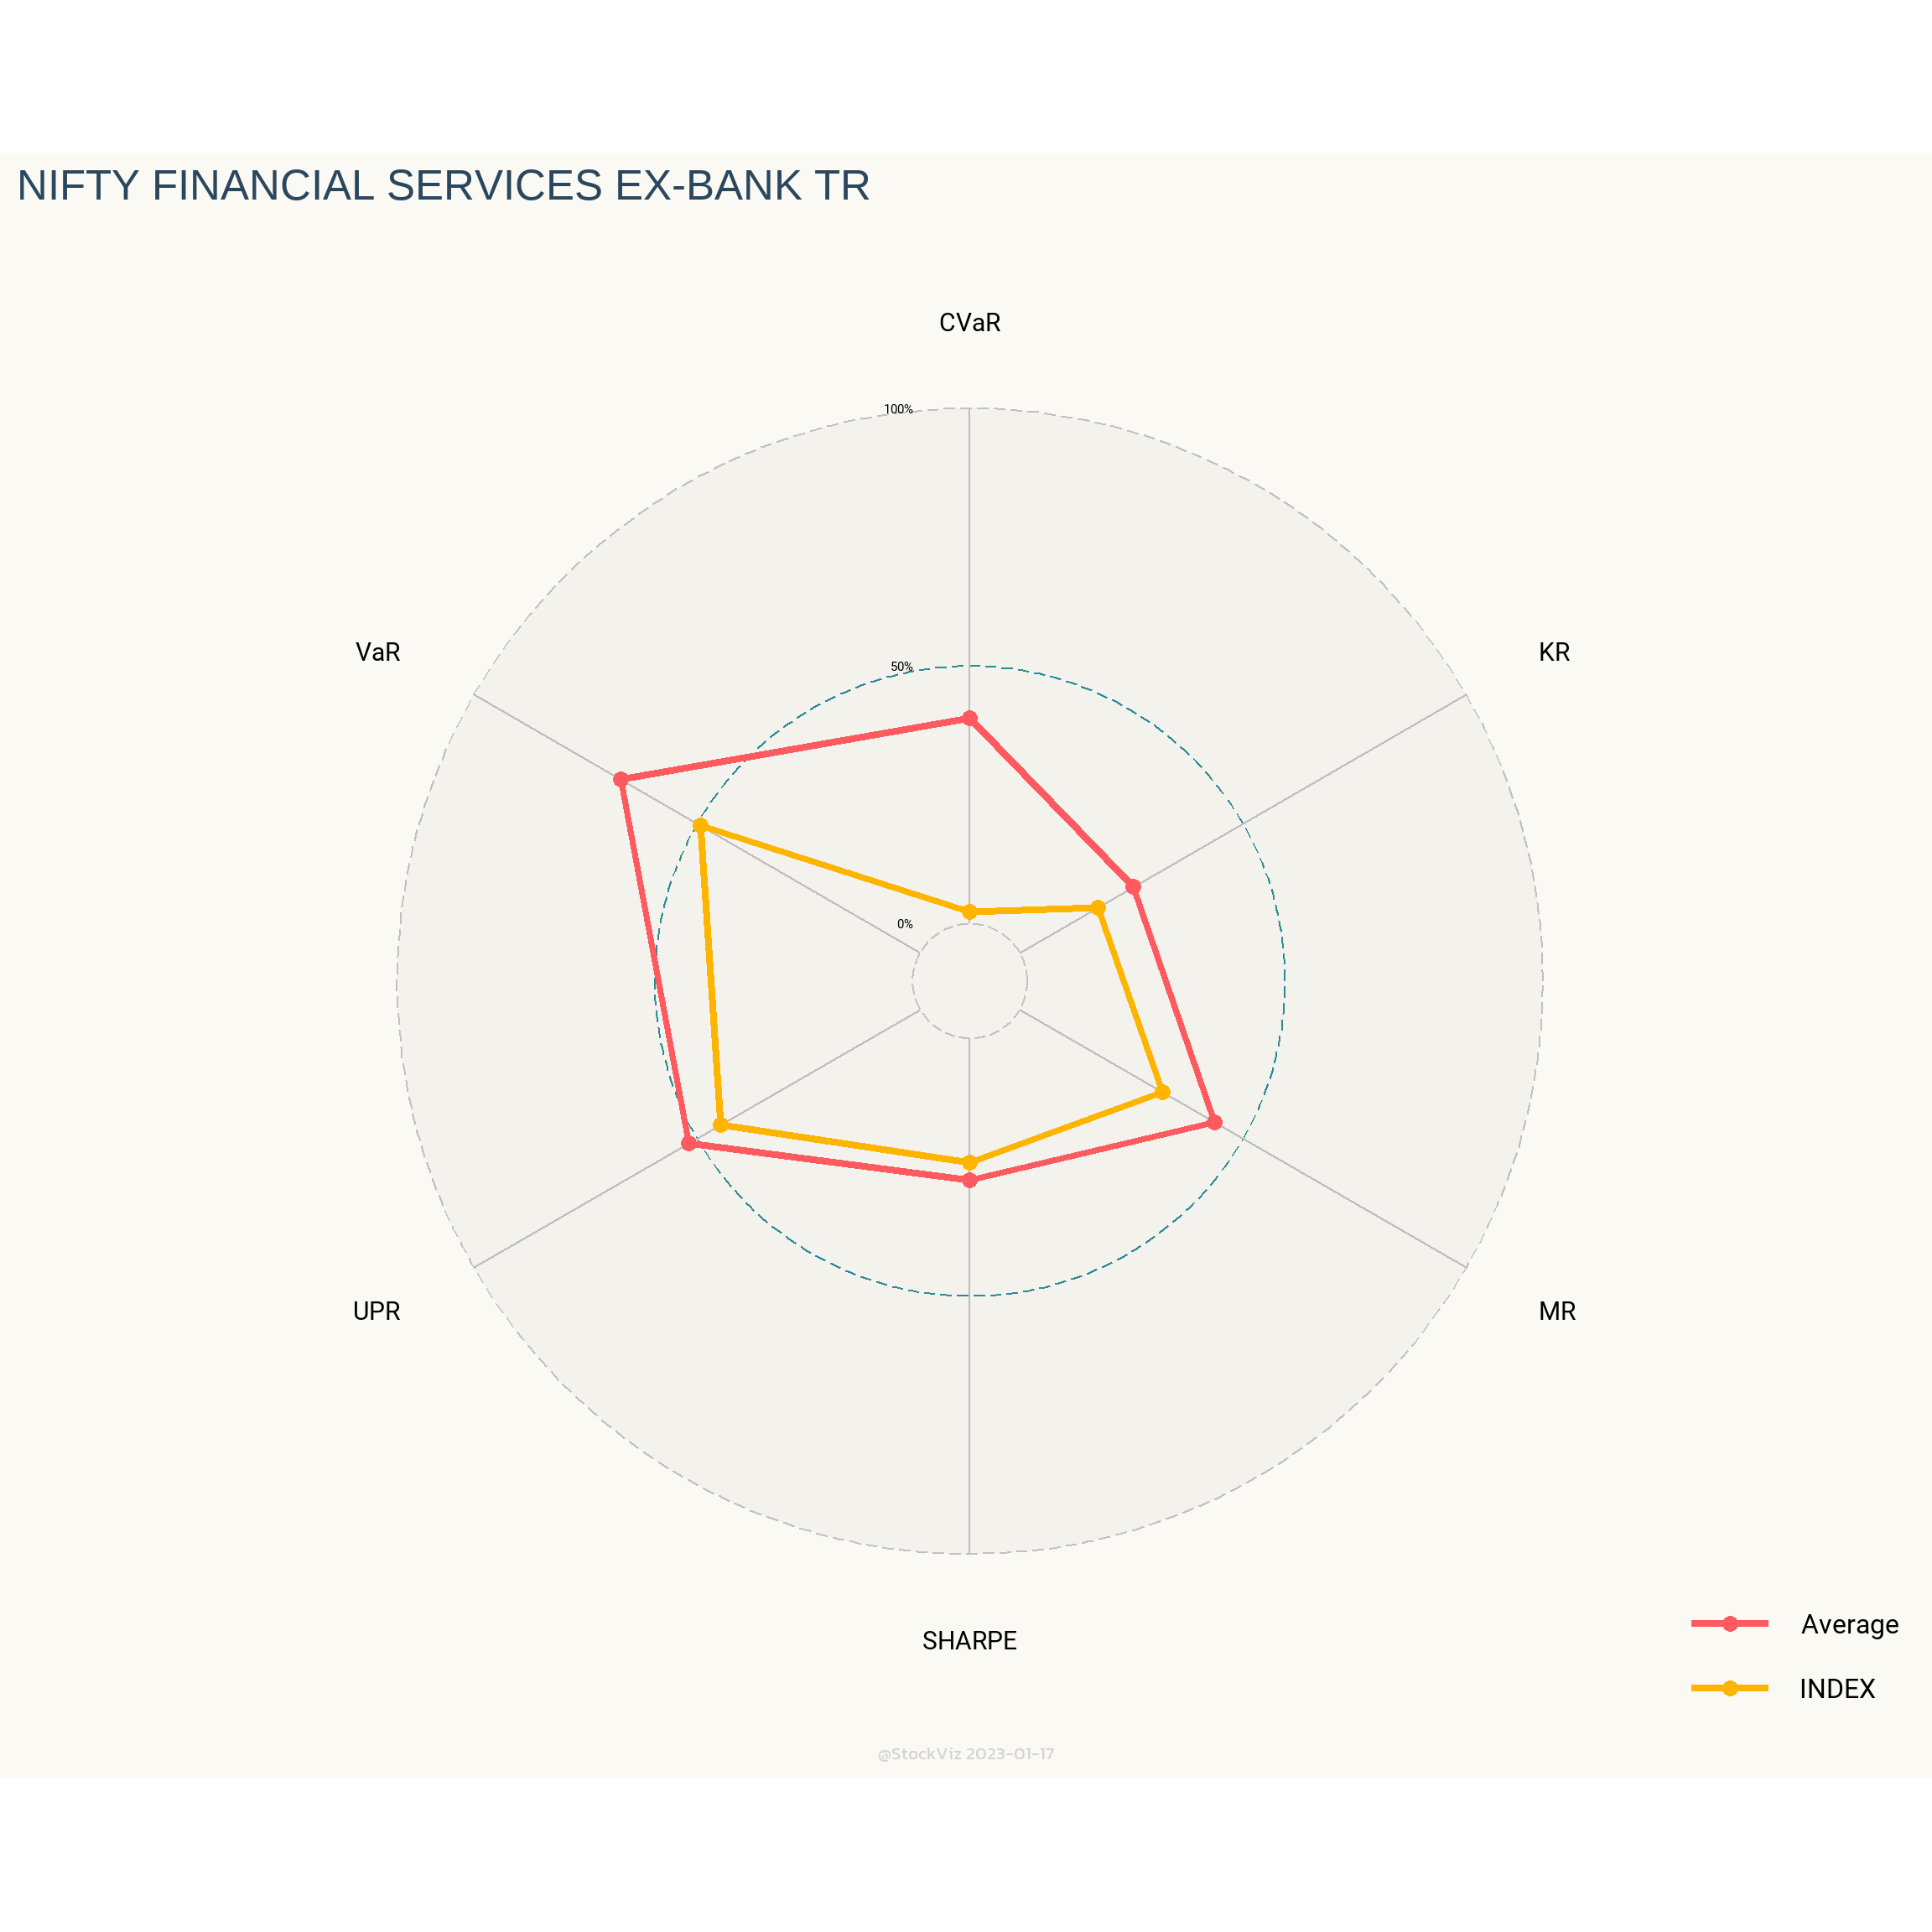 NIFTY FINANCIAL SERVICES EX-BANK TR
CVaR
100%
VaR
KR
50%
0%
UPR
MR
SHARPE
Average
INDEX
@StockViz 2023-01-17